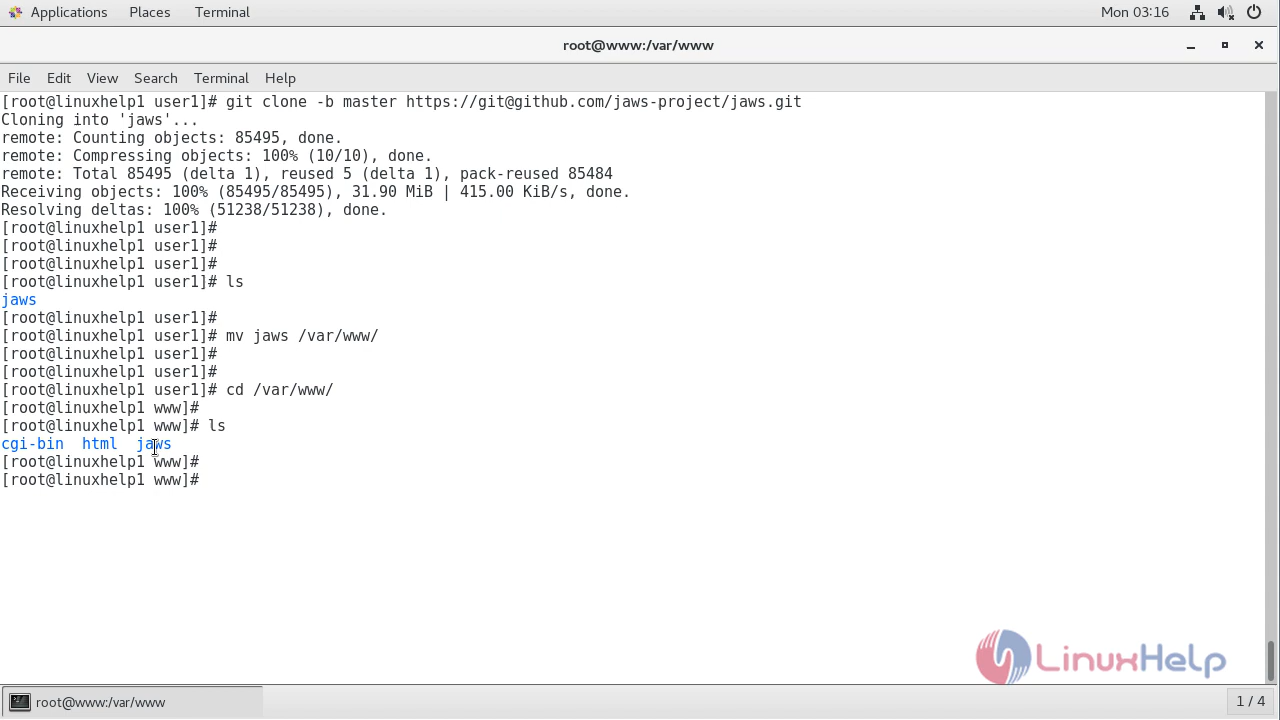 Applications Places Terminal Mon 03:16
root@www:/var/www
File Edit View Search Terminal Help
[root@linuxhelp1 user1]# git clone -b master https://git@github.com/jaws-project/jaws.git
Cloning into 'jaws'...
remote: Counting objects: 85495, done.
remote: Compressing objects: 100% (10/10), done.
remote: Total 85495 (delta 1), reused 5 (delta 1), pack-reused 85484
Receiving objects: 100% (85495/85495), 31.90 MiB | 415.00 KiB/s, done.
Resolving deltas: 100% (51238/51238), done.
[root@linuxhelp1 user1]#
[root@linuxhelp1 user1]#
[root@linuxhelp1 user1]#
[root@linuxhelp1 user1]# ls
jaws
[root@linuxhelp1 user1]#
[root@linuxhelp1 user1]# mv jaws /var/www/
[root@linuxhelp1 user1]#
[root@linuxhelp1 user1]#
[root@linuxhelp1 user1]# cd /var/www/
[root@linuxhelp1 www]#
[root@linuxhelp1 www]# ls
cgi-bin html jaws
[root@linuxhelp1 www]#
[root@linuxhelp1 www]#
LinuxHelp
root@www:/var/www 1 / 4